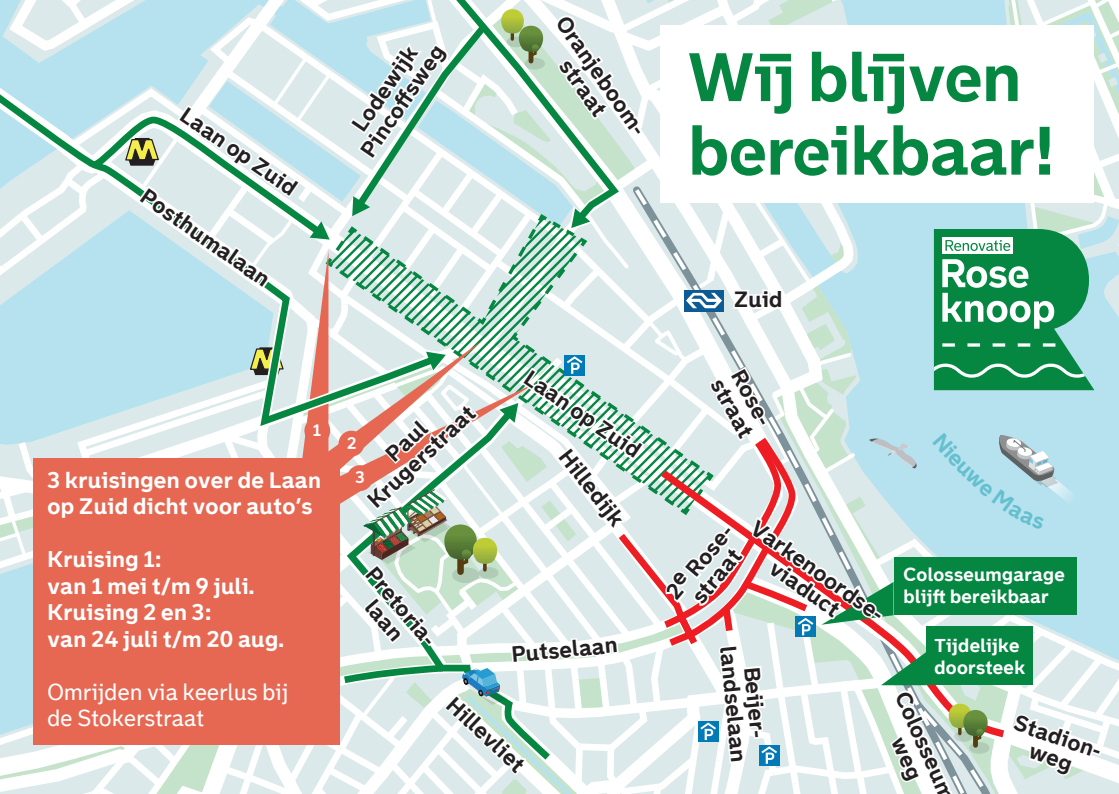 Wij blijven
bereikbaar!
Renovatie
Rose
knoop
Oranjeboom-
straat
Lodewijk
Pincoffsweg
Laan op Zuid
Posthumalaan
M
M
Zuid
P
Rose-
straat
Laan op Zuid
Paul
Krugerstraat
Hilledijk
1
2
3
3 kruisingen over de Laan
op Zuid dicht voor auto's
Kruising 1:
van 1 mei t/m 9 juli.
Kruising 2 en 3:
van 24 juli t/m 20 aug.
Omrijden via keerlus bij
de Stokerstraat
Nieuwe Maas
2e Rose-
straat
Varkenoordse-
viaduct
Colosseumgarage
blijft bereikbaar
P
Tijdelijke
doorsteek
Pretoria-
laan
Putselaan
Beijer-
landselaan
Hillevliet
P
P
Colosseum
weg
Stadion-
weg